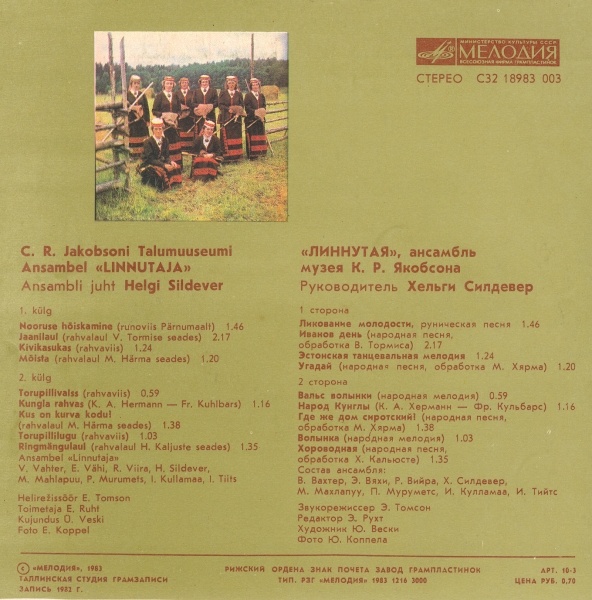 МИНИСТЕРСТВО КУЛЬТУРЫ СССР
МЕЛОДИЯ
ВСЕСОЮЗНАЯ ФИРМА ГРАМПЛАСТИНОК
СТЕРЕО С32 18983 003
C. R. Jakobsoni Talumuuseumi
Ansambel «LINNUTAJA»
Ansambli juht Helgi Sildever
1. külg
Nooruse hõiskamine (runoviis Pärnumaalt) 1.46
Jaanilaul (rahvalaul V. Tormise seades) 2.17
Kivikasukas (rahvaviis) 1.24
Mõista (rahvalaul M. Härma seades) 1.20
2. külg
Torupillivalss (rahvaviis) 0.59
Kungla rahvas (K. A. Hermann — Fr. Kuhlbars) 1.16
Kus on kurva kodu!
(rahvalaul M. Härma seades) 1.38
Torupillilugu (rahvaviis) 1.03
Ringmängulaul (rahvalaul H. Kaljuste seades) 1.35
Ansambel «Linnutaja»
V. Vahter, E. Vähi, R. Viira, H. Sildever,
M. Mahlapuu, P. Murumets, I. Kullamaa, I. Tiits
Helirežissöör E. Tomson
Toimetaja E. Ruht
Kujundus Ü. Veski
Foto E. Koppel
«ЛИННУТАЯ», ансамбль
музея К. Р. Якобсона
Руководитель Хельги Силдевер
1 сторона
Ликование молодости, руническая песня 1.46
Иванов день (народная песня,
обработка В. Тормиса) 2.17
Эстонская танцевальная мелодия 1.24
Угадай (народная песня, обработка М. Хярма) 1.20
2 сторона
Вальс волынки (народная мелодия) 0.59
Народ Кунглы (К. А. Херманн — Фр. Кульбарс) 1.16
Где же дом сиротский? (народная песня,
обработка М. Хярма) 1.38
Волынка (народная мелодия) 1.03
Хороводная (народная песня,
обработка Х. Кальюсте) 1.35
Состав ансамбля:
В. Вахтер, Э. Вяхи, Р. Вийра, Х. Силдевер,
М. Махлапуу, П. Муруметс, И. Кулламаа, И. Тийтс
Звукорежиссер Э. Томсон
Редактор Э. Рухт
Художник Ю. Вески
Фото Ю. Коппела
© «МЕЛОДИЯ», 1983
ТАЛЛИНСКАЯ СТУДИЯ ГРАМЗАПИСИ
ЗАПИСЬ 1982 Г.
РИЖСКИЙ ОРДЕНА ЗНАК ПОЧЕТА ЗАВОД ГРАМПЛАСТИНОК
ТИП. РЗГ «МЕЛОДИЯ» 1983 1216 3000
АРТ. 10-3
ЦЕНА РУБ. 0,70